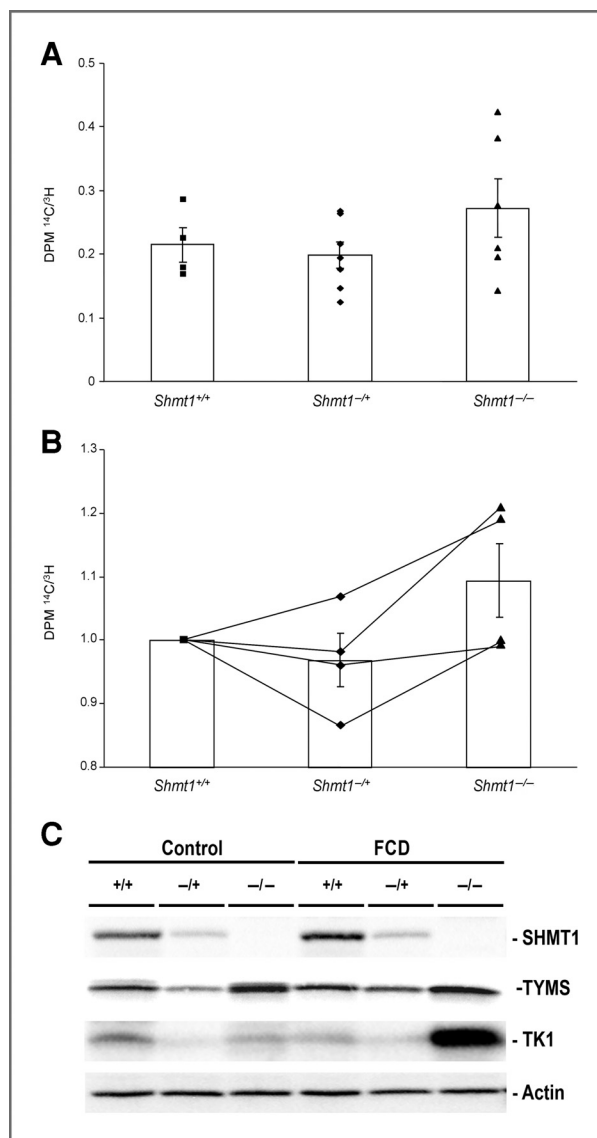 A
0.5
0.4
0.3
0.2
0.1
0
DPM ¹⁴C/³H
Shmt1⁺/⁺ Shmt1⁻/⁺ Shmt1⁻/⁻
B
1.3
1.2
1.1
1.0
0.9
0.8
DPM ¹⁴C/³H
Shmt1⁺/⁺ Shmt1⁻/⁺ Shmt1⁻/⁻
C
Control FCD
+/+ –/+ –/– +/+ –/+ –/–
- SHMT1
-TYMS
- TK1
- Actin